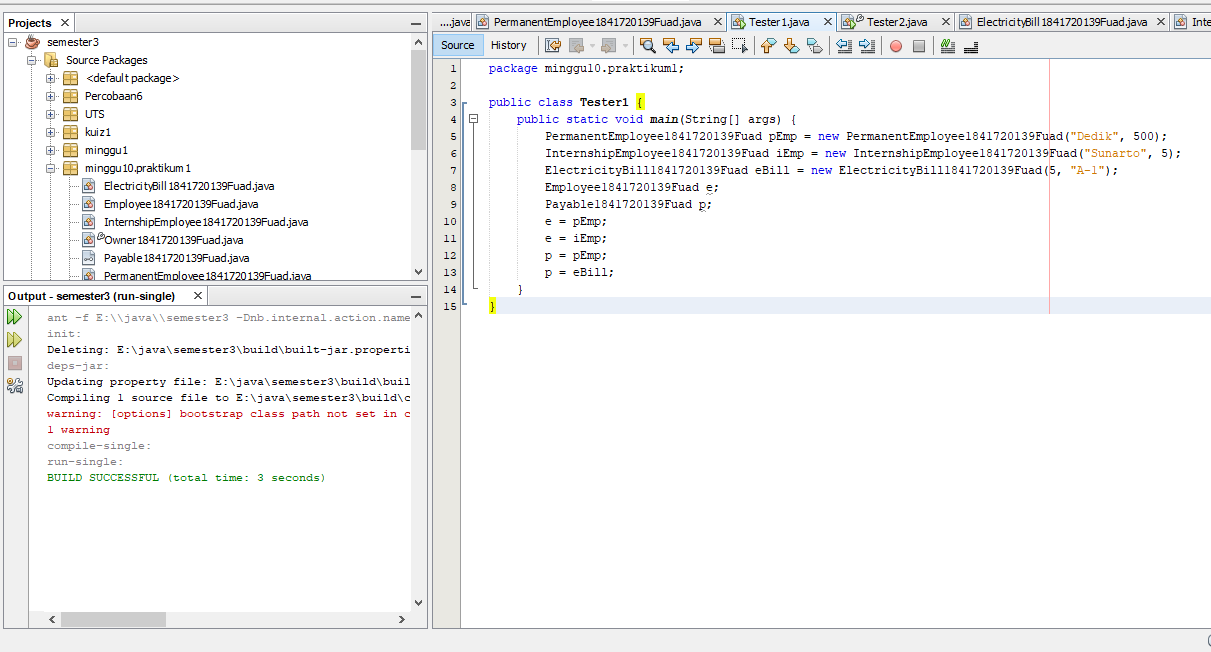 Projects
semester3
Source Packages
<default package>
Percobaan6
UTS
kuiz1
minggu1
minggu10.praktikum1
ElectricityBill1841720139Fuad.java
Employee1841720139Fuad.java
InternshipEmployee1841720139Fuad.java
Owner1841720139Fuad.java
Payable1841720139Fuad.java
PermanentEmployee1841720139Fuad.java
Output - semester3 (run-single)
ant -f E:\\java\\semester3 -Dnb.internal.action.name
init:
Deleting: E:\java\semester3\build\built-jar.properti
deps-jar:
Updating property file: E:\java\semester3\build\buil
Compiling 1 source file to E:\java\semester3\build\c
warning: [options] bootstrap class path not set in c
1 warning
compile-single:
run-single:
BUILD SUCCESSFUL (total time: 3 seconds)
....java PermanentEmployee1841720139Fuad.java Tester1.java Tester2.java ElectricityBill1841720139Fuad.java Inte
Source History
1 package minggu10.praktikum1;
2
3 public class Tester1 {
4 public static void main(String[] args) {
5 PermanentEmployee1841720139Fuad pEmp = new PermanentEmployee1841720139Fuad("Dedik", 500);
6 InternshipEmployee1841720139Fuad iEmp = new InternshipEmployee1841720139Fuad("Sunarto", 5);
7 ElectricityBill1841720139Fuad eBill = new ElectricityBill1841720139Fuad(5, "A-1");
8 Employee1841720139Fuad e;
9 Payable1841720139Fuad p;
10 e = pEmp;
11 e = iEmp;
12 p = pEmp;
13 p = eBill;
14 }
15 }